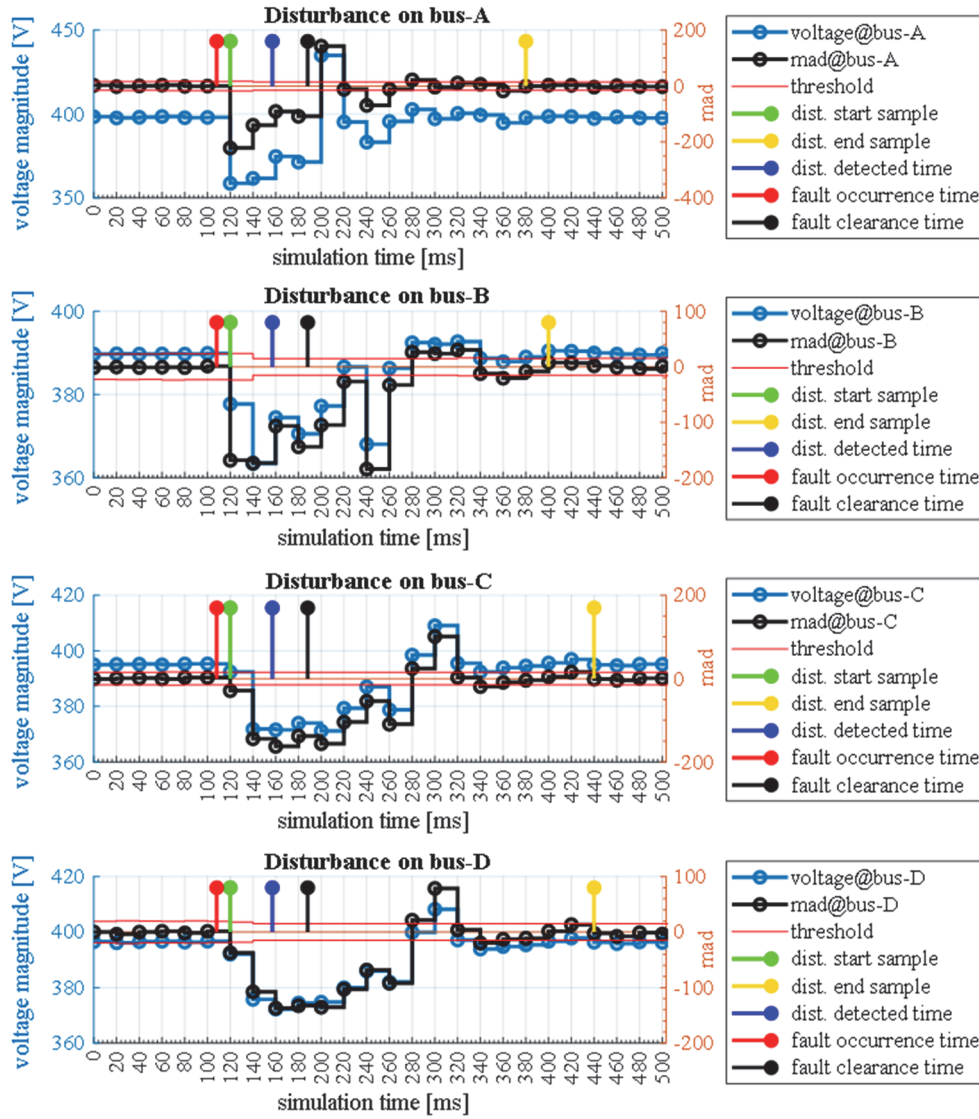 Disturbance on bus-A
voltage magnitude [V]
450
400
350
200
0
-200
-400
mad
0 20 40 60 80 100 120 140 160 180 200 220 240 260 280 300 320 340 360 380 400 420 440 460 480 500
simulation time [ms]
voltage@bus-A
mad@bus-A
threshold
dist. start sample
dist. end sample
dist. detected time
fault occurrence time
fault clearance time
Disturbance on bus-B
voltage magnitude [V]
400
380
360
100
0
-100
-200
mad
0 20 40 60 80 100 120 140 160 180 200 220 240 260 280 300 320 340 360 380 400 420 440 460 480 500
simulation time [ms]
voltage@bus-B
mad@bus-B
threshold
dist. start sample
dist. end sample
dist. detected time
fault occurrence time
fault clearance time
Disturbance on bus-C
voltage magnitude [V]
420
400
380
360
200
0
-200
mad
0 20 40 60 80 100 120 140 160 180 200 220 240 260 280 300 320 340 360 380 400 420 440 460 480 500
simulation time [ms]
voltage@bus-C
mad@bus-C
threshold
dist. start sample
dist. end sample
dist. detected time
fault occurrence time
fault clearance time
Disturbance on bus-D
voltage magnitude [V]
420
400
380
360
100
0
-100
-200
mad
0 20 40 60 80 100 120 140 160 180 200 220 240 260 280 300 320 340 360 380 400 420 440 460 480 500
simulation time [ms]
voltage@bus-D
mad@bus-D
threshold
dist. start sample
dist. end sample
dist. detected time
fault occurrence time
fault clearance time